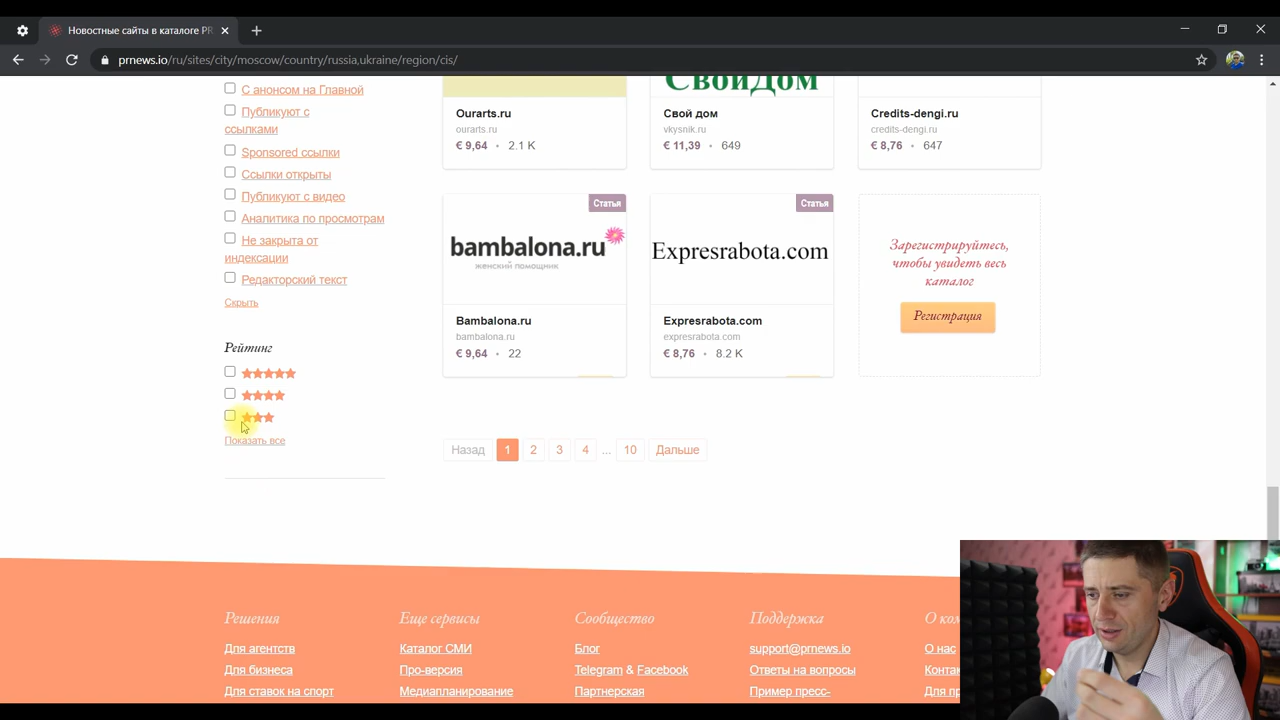 Новостные сайты в каталоге PR
prnews.io/ru/sites/city/moscow/country/russia,ukraine/region/cis/
С анонсом на Главной
Публикуют с
ссылками
Sponsored ссылки
Ссылки открыты
Публикуют с видео
Аналитика по просмотрам
Не закрыта от
индексации
Редакторский текст
Скрыть
Рейтинг
Показать все
СвойДом
Ourarts.ru
ourarts.ru
€ 9,64 • 2.1 K
Свой дом
vkysnik.ru
€ 11,39 • 649
Credits-dengi.ru
credits-dengi.ru
€ 8,76 • 647
Статья
bambalona.ru
женский помощник
Bambalona.ru
bambalona.ru
€ 9,64 • 22
Статья
Expresrabota.com
Expresrabota.com
expresrabota.com
€ 8,76 • 8.2 K
Зарегистрируйтесь,
чтобы увидеть весь
каталог
Регистрация
Назад 1 2 3 4 ... 10 Дальше
Решения
Для агентств
Для бизнеса
Для ставок на спорт
Еще сервисы
Каталог СМИ
Про-версия
Медиапланирование
Сообщество
Блог
Telegram & Facebook
Партнерская
Поддержка
support@prnews.io
Ответы на вопросы
Пример пресс-
О ко
О нас
Конта
Для пр